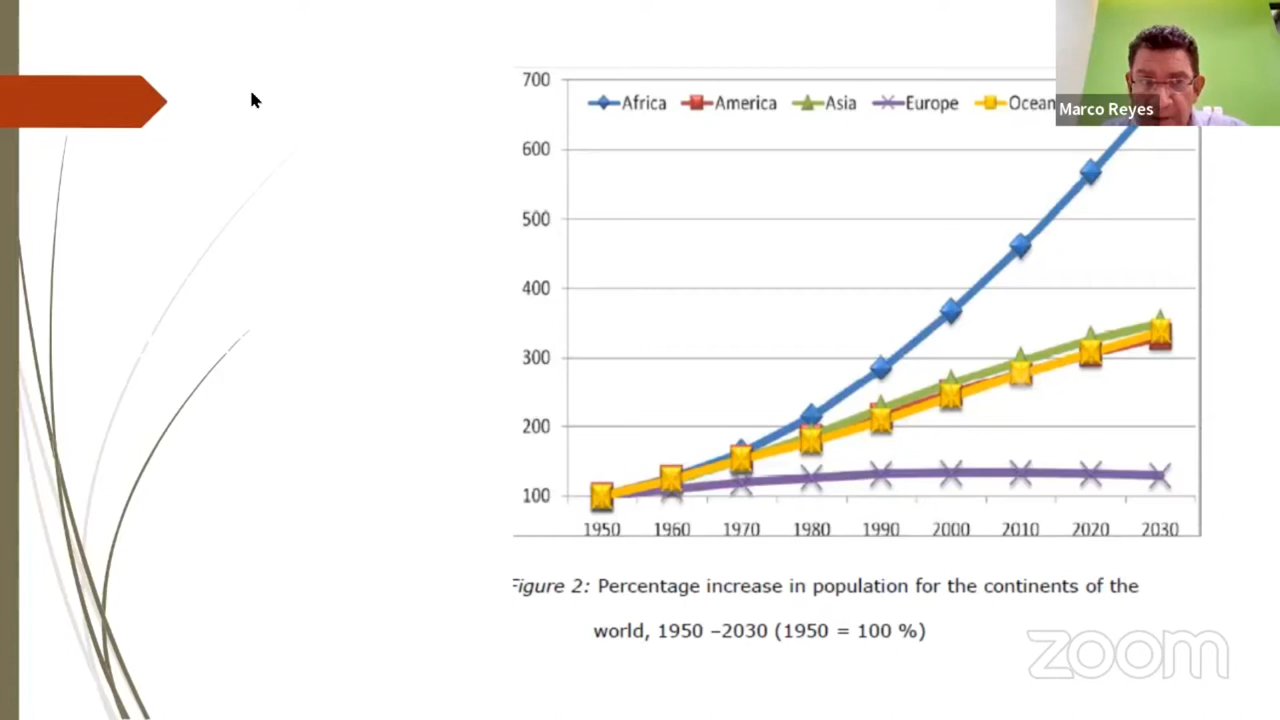 700
Africa America Asia Europe
Marco Reyes
600
500
400
300
200
100
1950 1960 1970 1980 1990 2000 2010 2020 2030
Figure 2: Percentage increase in population for the continents of the
world, 1950 –2030 (1950 = 100 %)
zoom